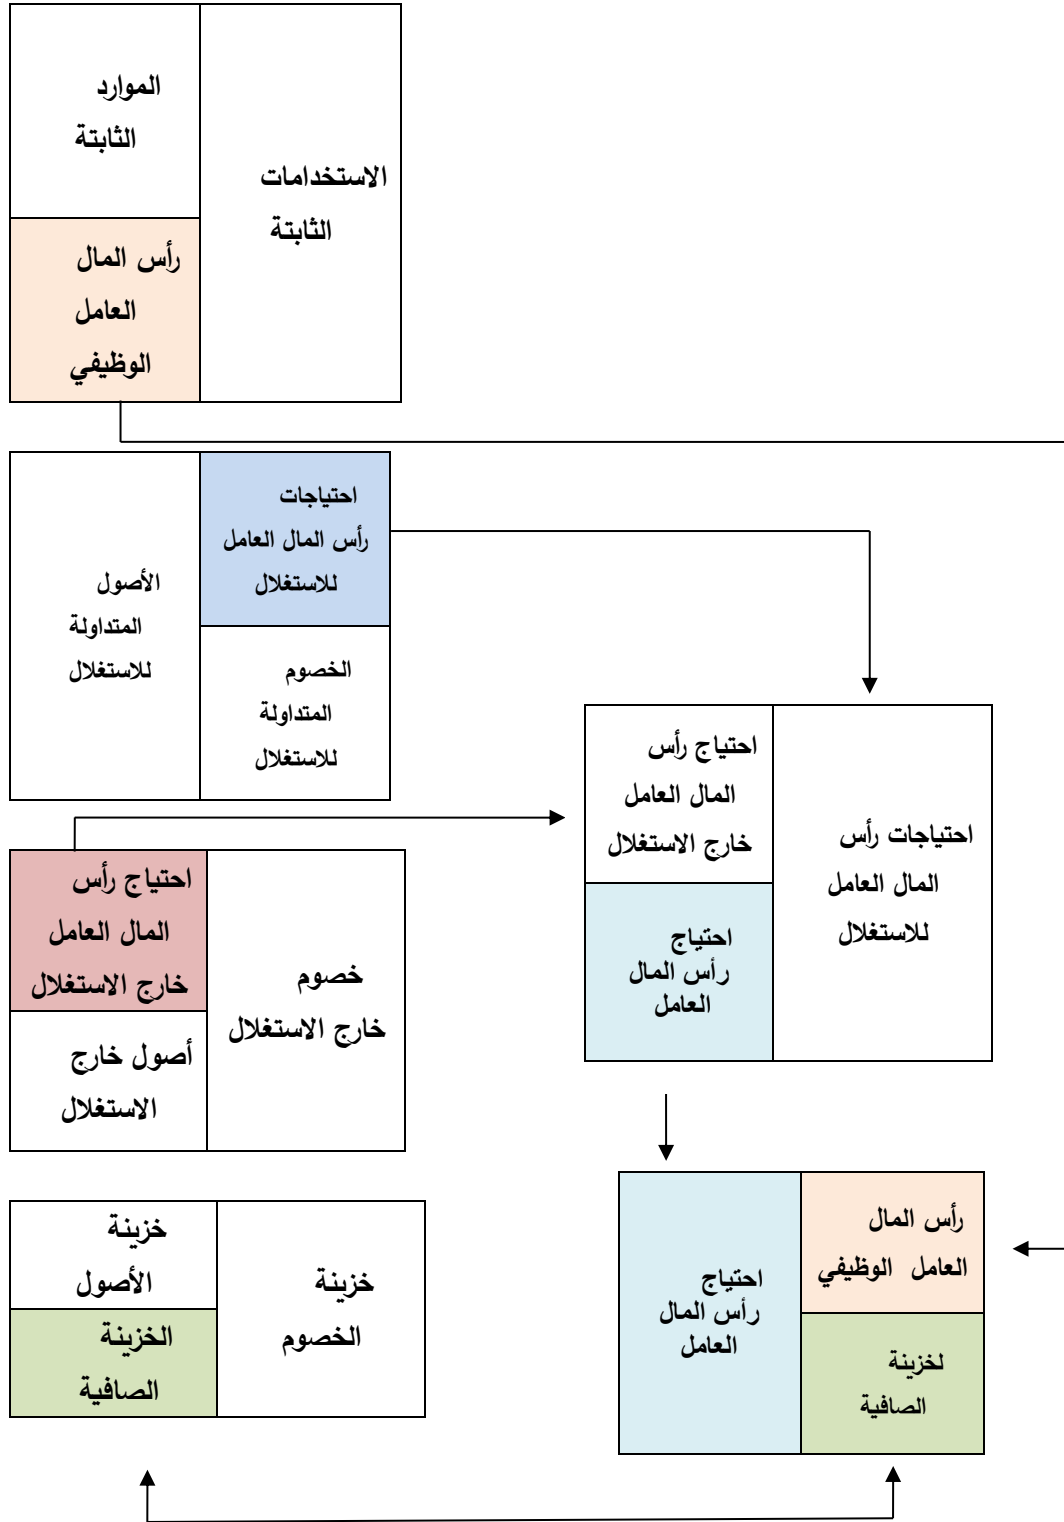 الموارد
الثابتة
الاستخدامات
الثابتة
رأس المال
العامل
الوظيفي
احتياجات
رأس المال العامل
للاستغلال
الأصول
المتداولة
للاستغلال
الخصوم
المتداولة
للاستغلال
احتياج رأس
المال العامل
خارج الاستغلال
احتياجات رأس
المال العامل
للاستغلال
احتياج
رأس المال
العامل
احتياج رأس
المال العامل
خارج الاستغلال
خصوم
خارج الاستغلال
أصول خارج
الاستغلال
رأس المال
العامل الوظيفي
احتياج
رأس المال
العامل
لخزينة
الصافية
خزينة
الأصول
خزينة
الخصوم
الخزينة
الصافية